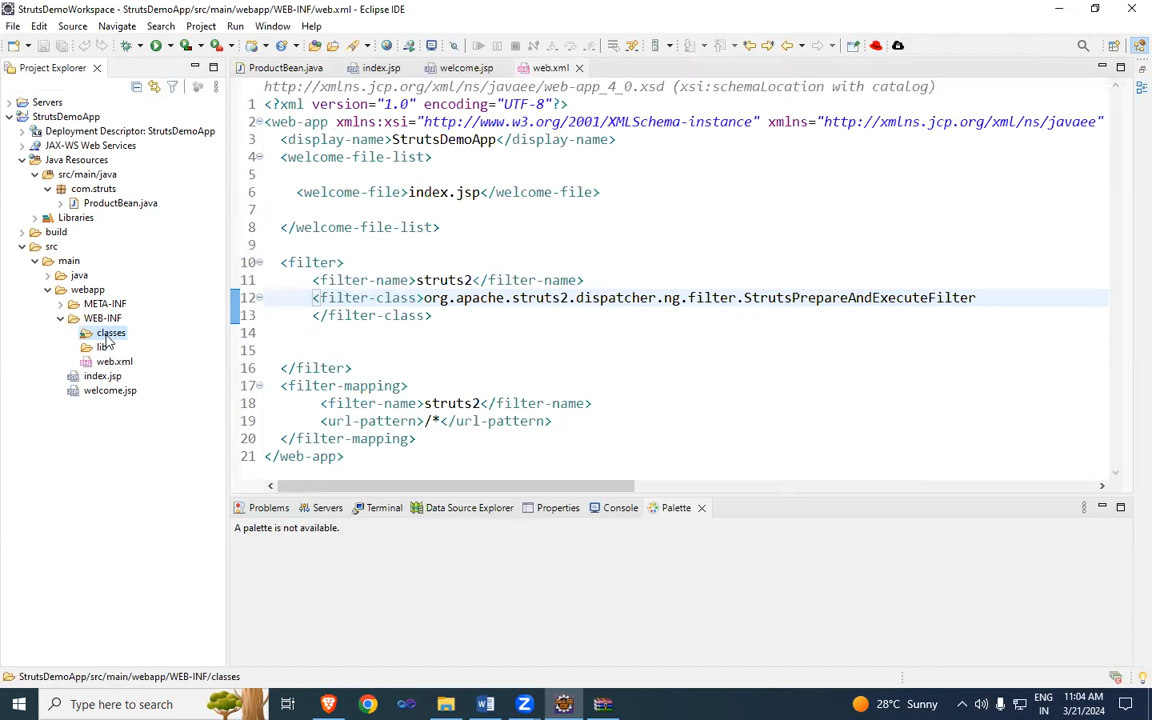 StrutsDemoWorkspace - StrutsDemoApp/src/main/webapp/WEB-INF/web.xml - Eclipse IDE
File Edit Source Navigate Search Project Run Window Help
Project Explorer
ProductBean.java index.jsp welcome.jsp web.xml
Servers
StrutsDemoApp
Deployment Descriptor: StrutsDemoApp
JAX-WS Web Services
Java Resources
src/main/java
com.struts
ProductBean.java
Libraries
build
src
main
java
webapp
META-INF
WEB-INF
classes
lib
web.xml
index.jsp
welcome.jsp
http://xmlns.jcp.org/xml/ns/javaee/web-app_4_0.xsd (xsi:schemaLocation with catalog)
1 <?xml version="1.0" encoding="UTF-8"?>
2 <web-app xmlns:xsi="http://www.w3.org/2001/XMLSchema-instance" xmlns="http://xmlns.jcp.org/xml/ns/javaee"
3 <display-name>StrutsDemoApp</display-name>
4 <welcome-file-list>
5
6 <welcome-file>index.jsp</welcome-file>
7
8 </welcome-file-list>
9
10 <filter>
11 <filter-name>struts2</filter-name>
12 <filter-class>org.apache.struts2.dispatcher.ng.filter.StrutsPrepareAndExecuteFilter
13 </filter-class>
14
15
16 </filter>
17 <filter-mapping>
18 <filter-name>struts2</filter-name>
19 <url-pattern>/*</url-pattern>
20 </filter-mapping>
21 </web-app>
Problems Servers Terminal Data Source Explorer Properties Console Palette
A palette is not available.
StrutsDemoApp/src/main/webapp/WEB-INF/classes
Type here to search
28°C Sunny
ENG
IN
11:04 AM
3/21/2024